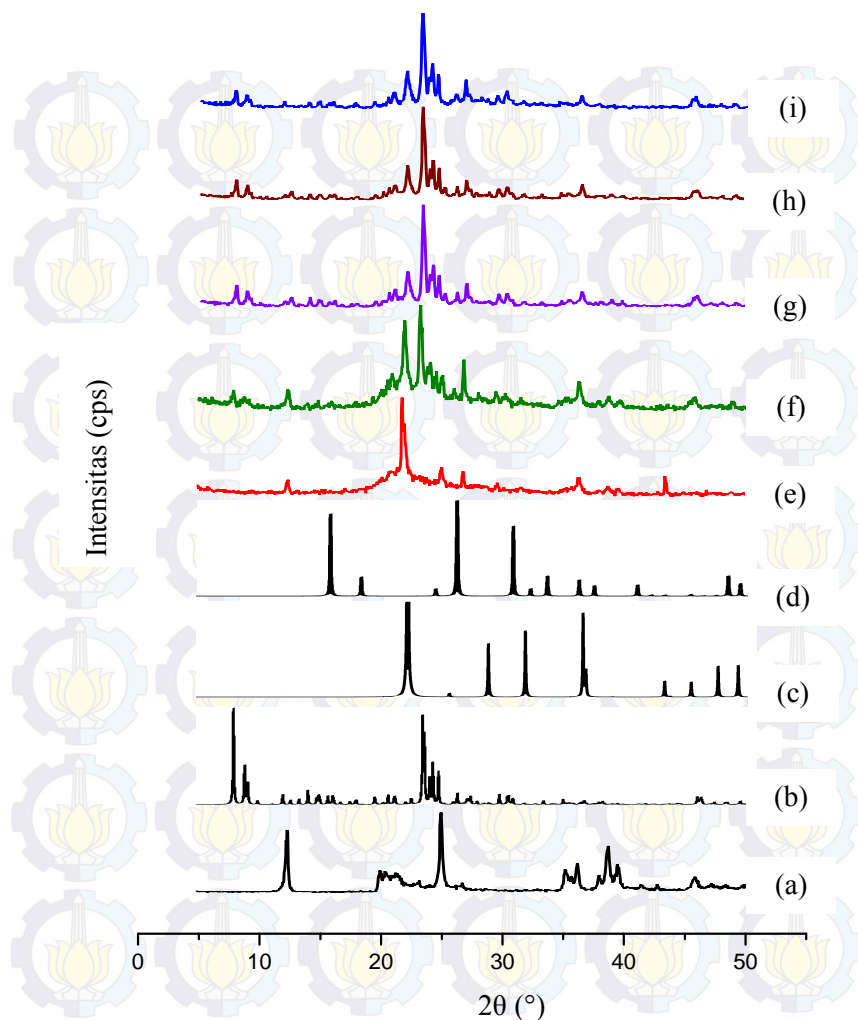 (i)
(h)
(g)
(f)
(e)
(d)
(c)
(b)
(a)
Intensitas (cps)
0 10 20 30 40 50
2θ (°)